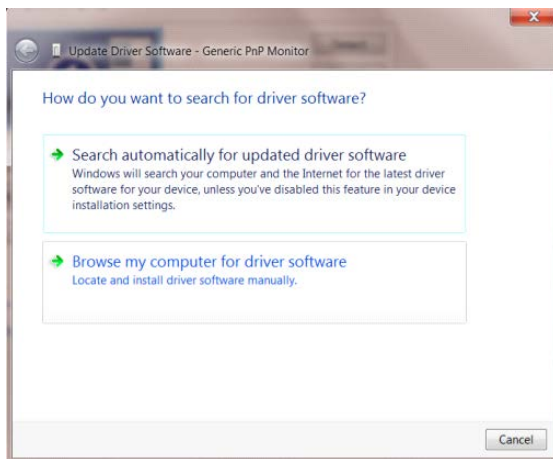 Update Driver Software - Generic PnP Monitor
How do you want to search for driver software?
Search automatically for updated driver software
Windows will search your computer and the Internet for the latest driver
software for your device, unless you've disabled this feature in your device
installation settings.
Browse my computer for driver software
Locate and install driver software manually.
Cancel